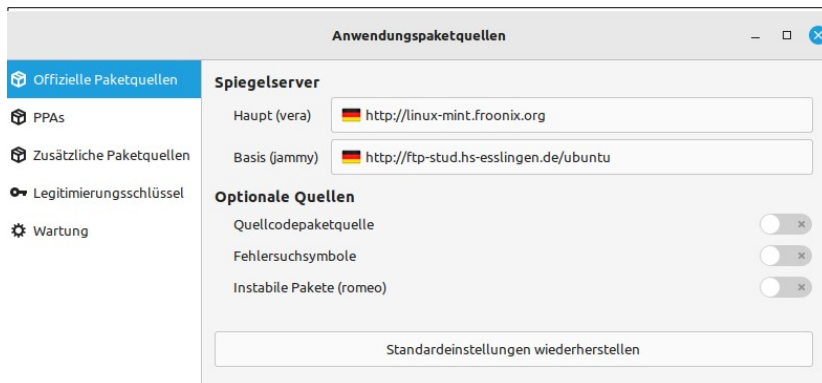 Anwendungspaketquellen
Offizielle Paketquellen
PPAs
Zusätzliche Paketquellen
Legitimierungsschlüssel
Wartung
Spiegelserver
Haupt (vera) http://linux-mint.froonix.org
Basis (jammy) http://ftp-stud.hs-esslingen.de/ubuntu
Optionale Quellen
Quellcodepaketquelle
Fehlersuchsymbole
Instabile Pakete (romeo)
Standardeinstellungen wiederherstellen